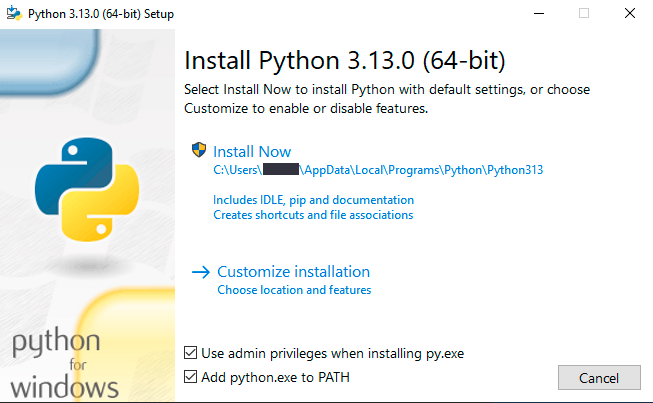 Python 3.13.0 (64-bit) Setup
Install Python 3.13.0 (64-bit)
Select Install Now to install Python with default settings, or choose
Customize to enable or disable features.
Install Now
C:\Users\ \AppData\Local\Programs\Python\Python313
Includes IDLE, pip and documentation
Creates shortcuts and file associations
Customize installation
Choose location and features
python
for
windows
Use admin privileges when installing py.exe
Add python.exe to PATH
Cancel